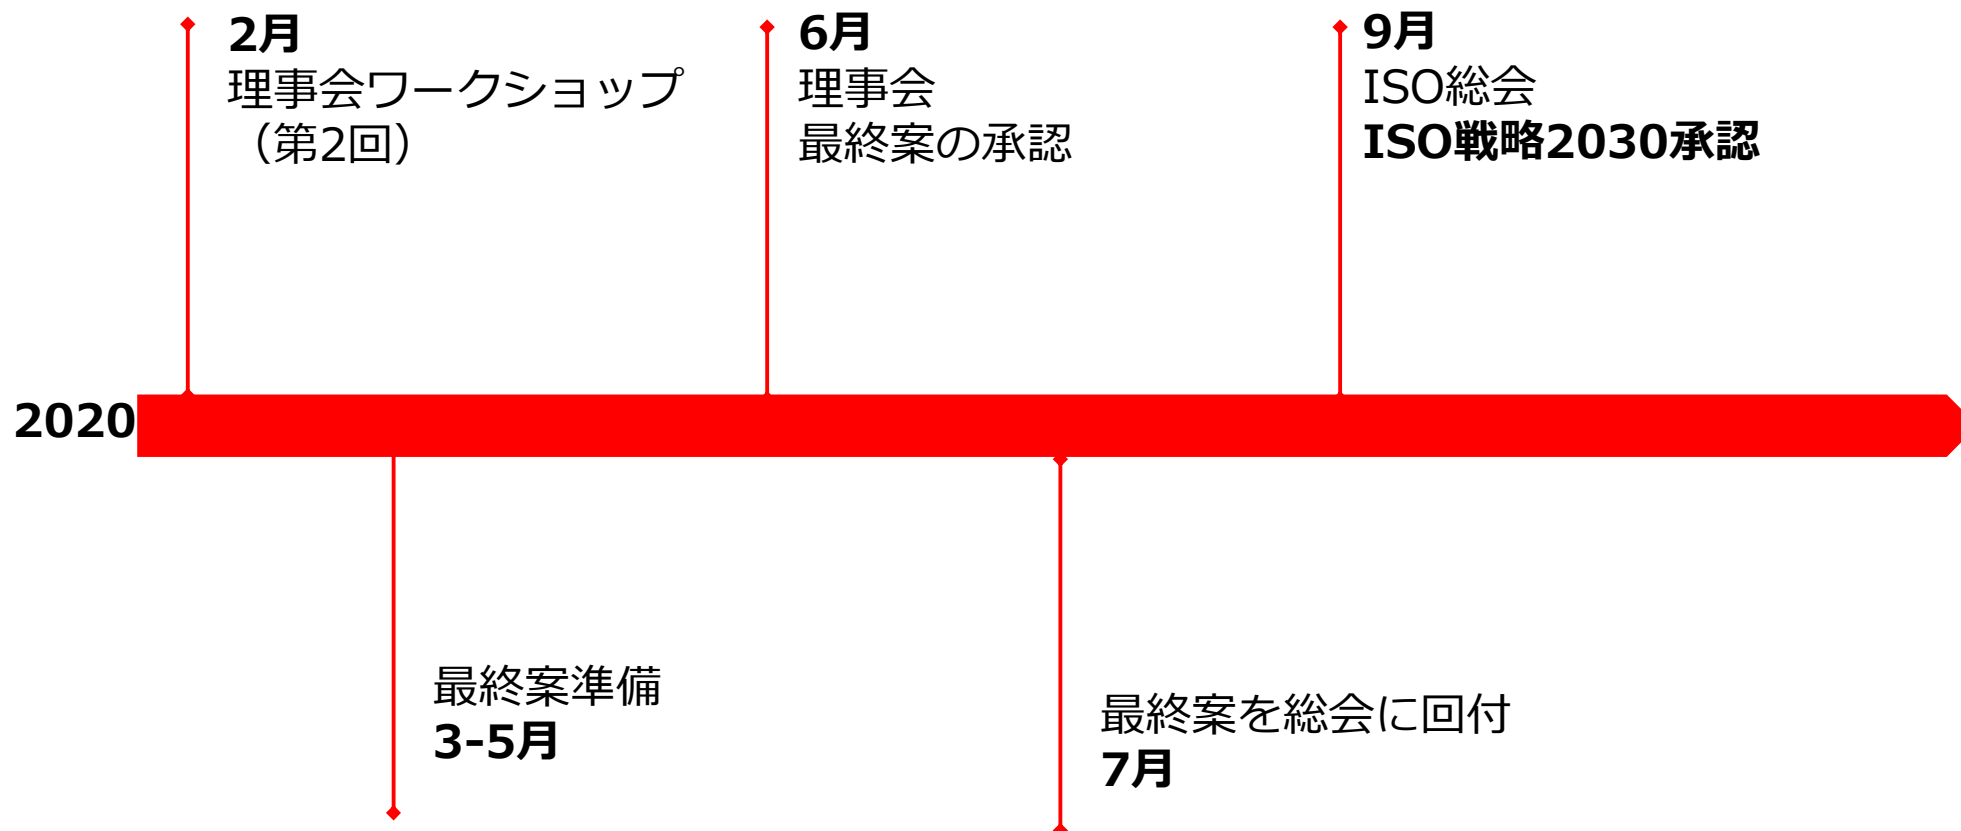 2月
理事会ワークショップ
（第2回）
6月
理事会
最終案の承認
9月
ISO総会
ISO戦略2030承認
2020
最終案準備
3-5月
最終案を総会に回付
7月